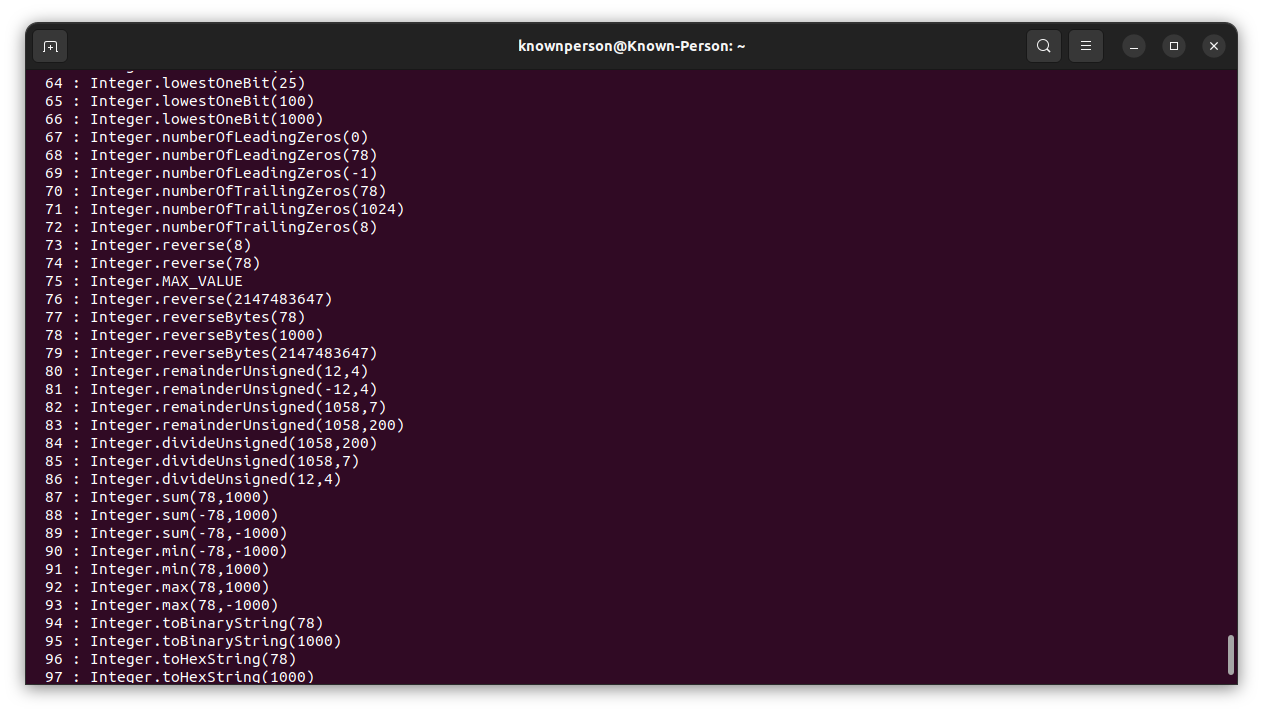 knownperson@Known-Person: ~
64 : Integer.lowestOneBit(25)
65 : Integer.lowestOneBit(100)
66 : Integer.lowestOneBit(1000)
67 : Integer.numberOfLeadingZeros(0)
68 : Integer.numberOfLeadingZeros(78)
69 : Integer.numberOfLeadingZeros(-1)
70 : Integer.numberOfTrailingZeros(78)
71 : Integer.numberOfTrailingZeros(1024)
72 : Integer.numberOfTrailingZeros(8)
73 : Integer.reverse(8)
74 : Integer.reverse(78)
75 : Integer.MAX_VALUE
76 : Integer.reverse(2147483647)
77 : Integer.reverseBytes(78)
78 : Integer.reverseBytes(1000)
79 : Integer.reverseBytes(2147483647)
80 : Integer.remainderUnsigned(12,4)
81 : Integer.remainderUnsigned(-12,4)
82 : Integer.remainderUnsigned(1058,7)
83 : Integer.remainderUnsigned(1058,200)
84 : Integer.divideUnsigned(1058,200)
85 : Integer.divideUnsigned(1058,7)
86 : Integer.divideUnsigned(12,4)
87 : Integer.sum(78,1000)
88 : Integer.sum(-78,1000)
89 : Integer.sum(-78,-1000)
90 : Integer.min(-78,-1000)
91 : Integer.min(78,1000)
92 : Integer.max(78,1000)
93 : Integer.max(78,-1000)
94 : Integer.toBinaryString(78)
95 : Integer.toBinaryString(1000)
96 : Integer.toHexString(78)
97 : Integer.toHexString(1000)